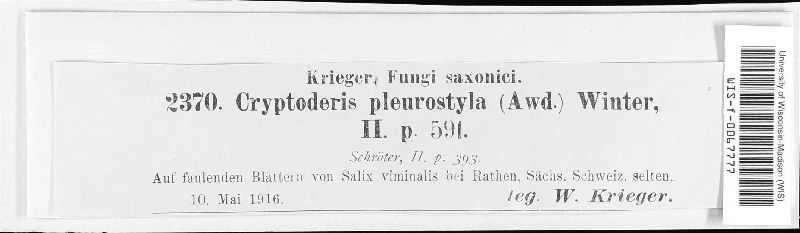 Krieger, Fungi saxonici.
2370. Cryptoderis pleurostyla (Awd.) Winter,
II. p. 591.
Schröter, II. p. 393.
Auf faulenden Blättern von Salix viminalis bei Rathen, Sächs. Schweiz, selten.
10. Mai 1916. leg. W. Krieger.
University of Wisconsin-Madison (WIS)
WIS-f-0067777